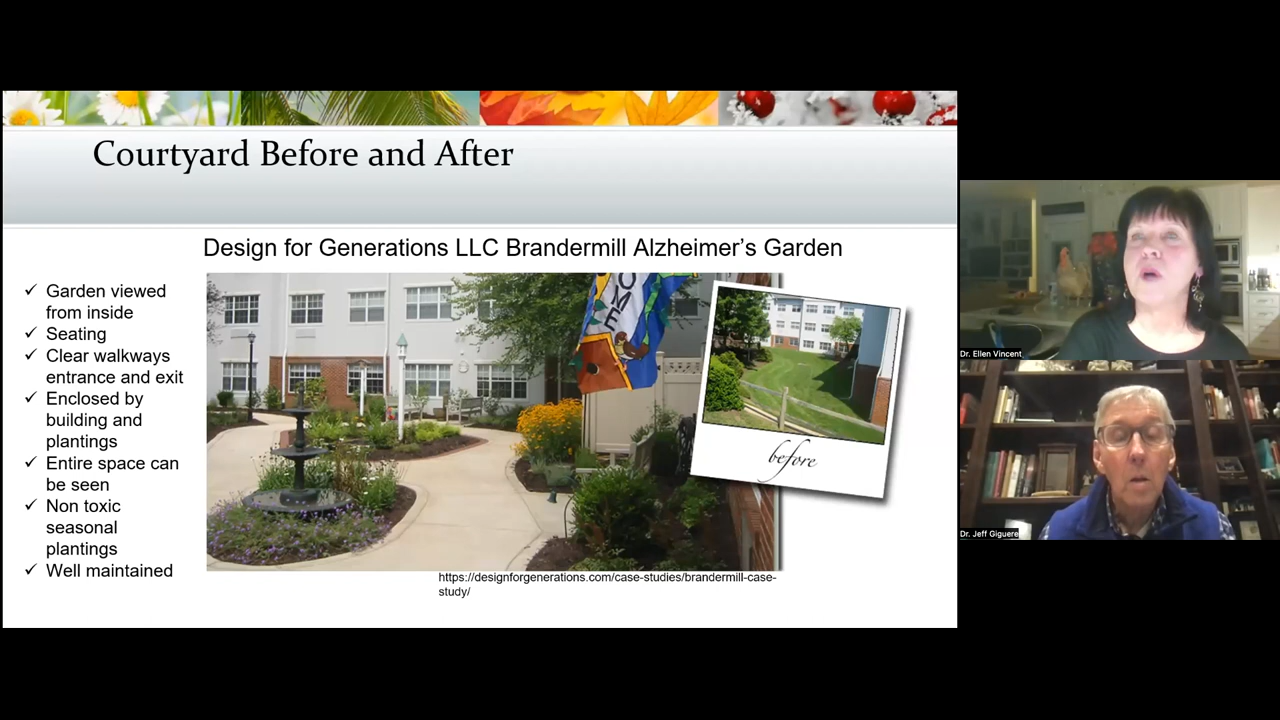 Courtyard Before and After
Design for Generations LLC Brandermill Alzheimer’s Garden
✓ Garden viewed
from inside
✓ Seating
✓ Clear walkways
entrance and exit
✓ Enclosed by
building and
plantings
✓ Entire space can
be seen
✓ Non toxic
seasonal
plantings
✓ Well maintained
OME
before
https://designforgenerations.com/case-studies/brandermill-case-
study/
Dr. Ellen Vincent
Dr. Jeff Giguere